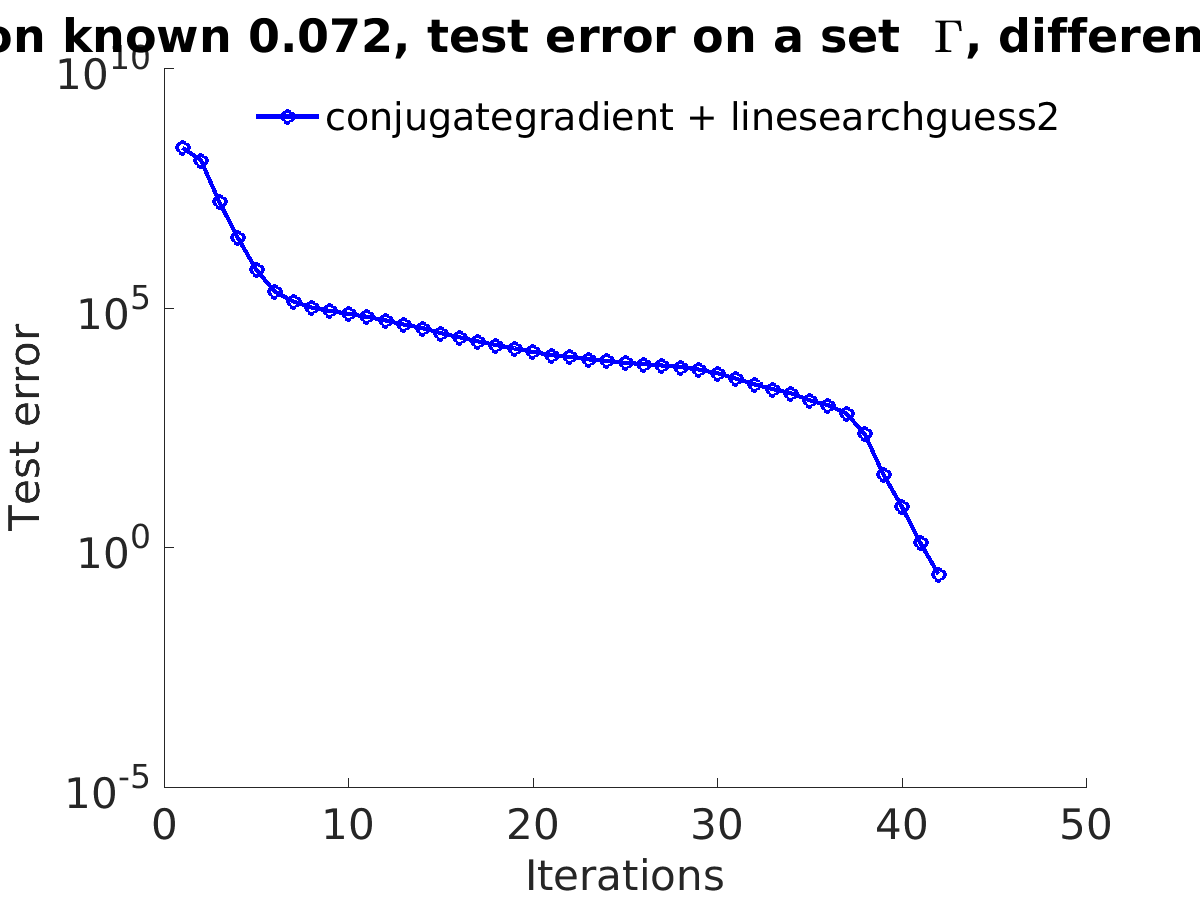 on known 0.072, test error on a set Γ, differen
10^10
conjugategradient + linesearchguess2
10^5
10^0
10^-5
Test error
0 10 20 30 40 50
Iterations